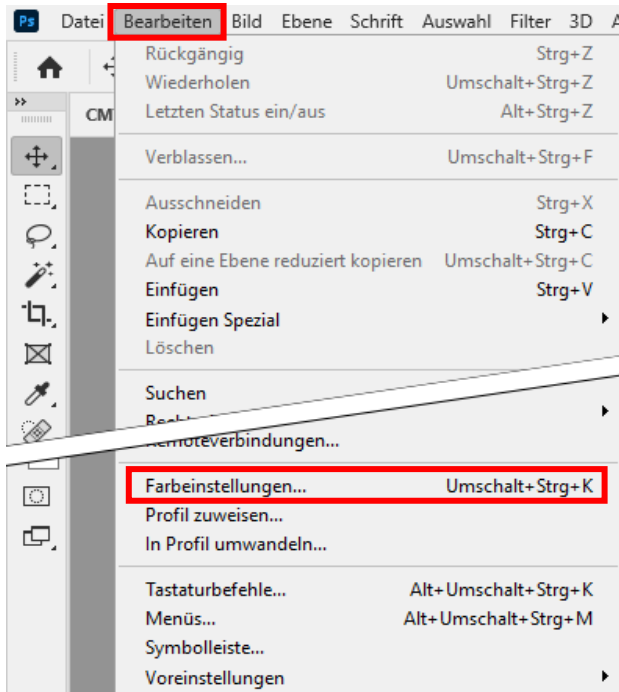 Ps Datei Bearbeiten Bild Ebene Schrift Auswahl Filter 3D
CM
Rückgängig Strg+Z
Wiederholen Umschalt+Strg+Z
Letzten Status ein/aus Alt+Strg+Z
Verblassen... Umschalt+Strg+F
Ausschneiden Strg+X
Kopieren Strg+C
Auf eine Ebene reduziert kopieren Umschalt+Strg+C
Einfügen Strg+V
Einfügen Spezial
Löschen
Suchen
Remoteverbindungen...
Farbeinstellungen... Umschalt+Strg+K
Profil zuweisen...
In Profil umwandeln...
Tastaturbefehle... Alt+Umschalt+Strg+K
Menüs... Alt+Umschalt+Strg+M
Symbolleiste...
Voreinstellungen